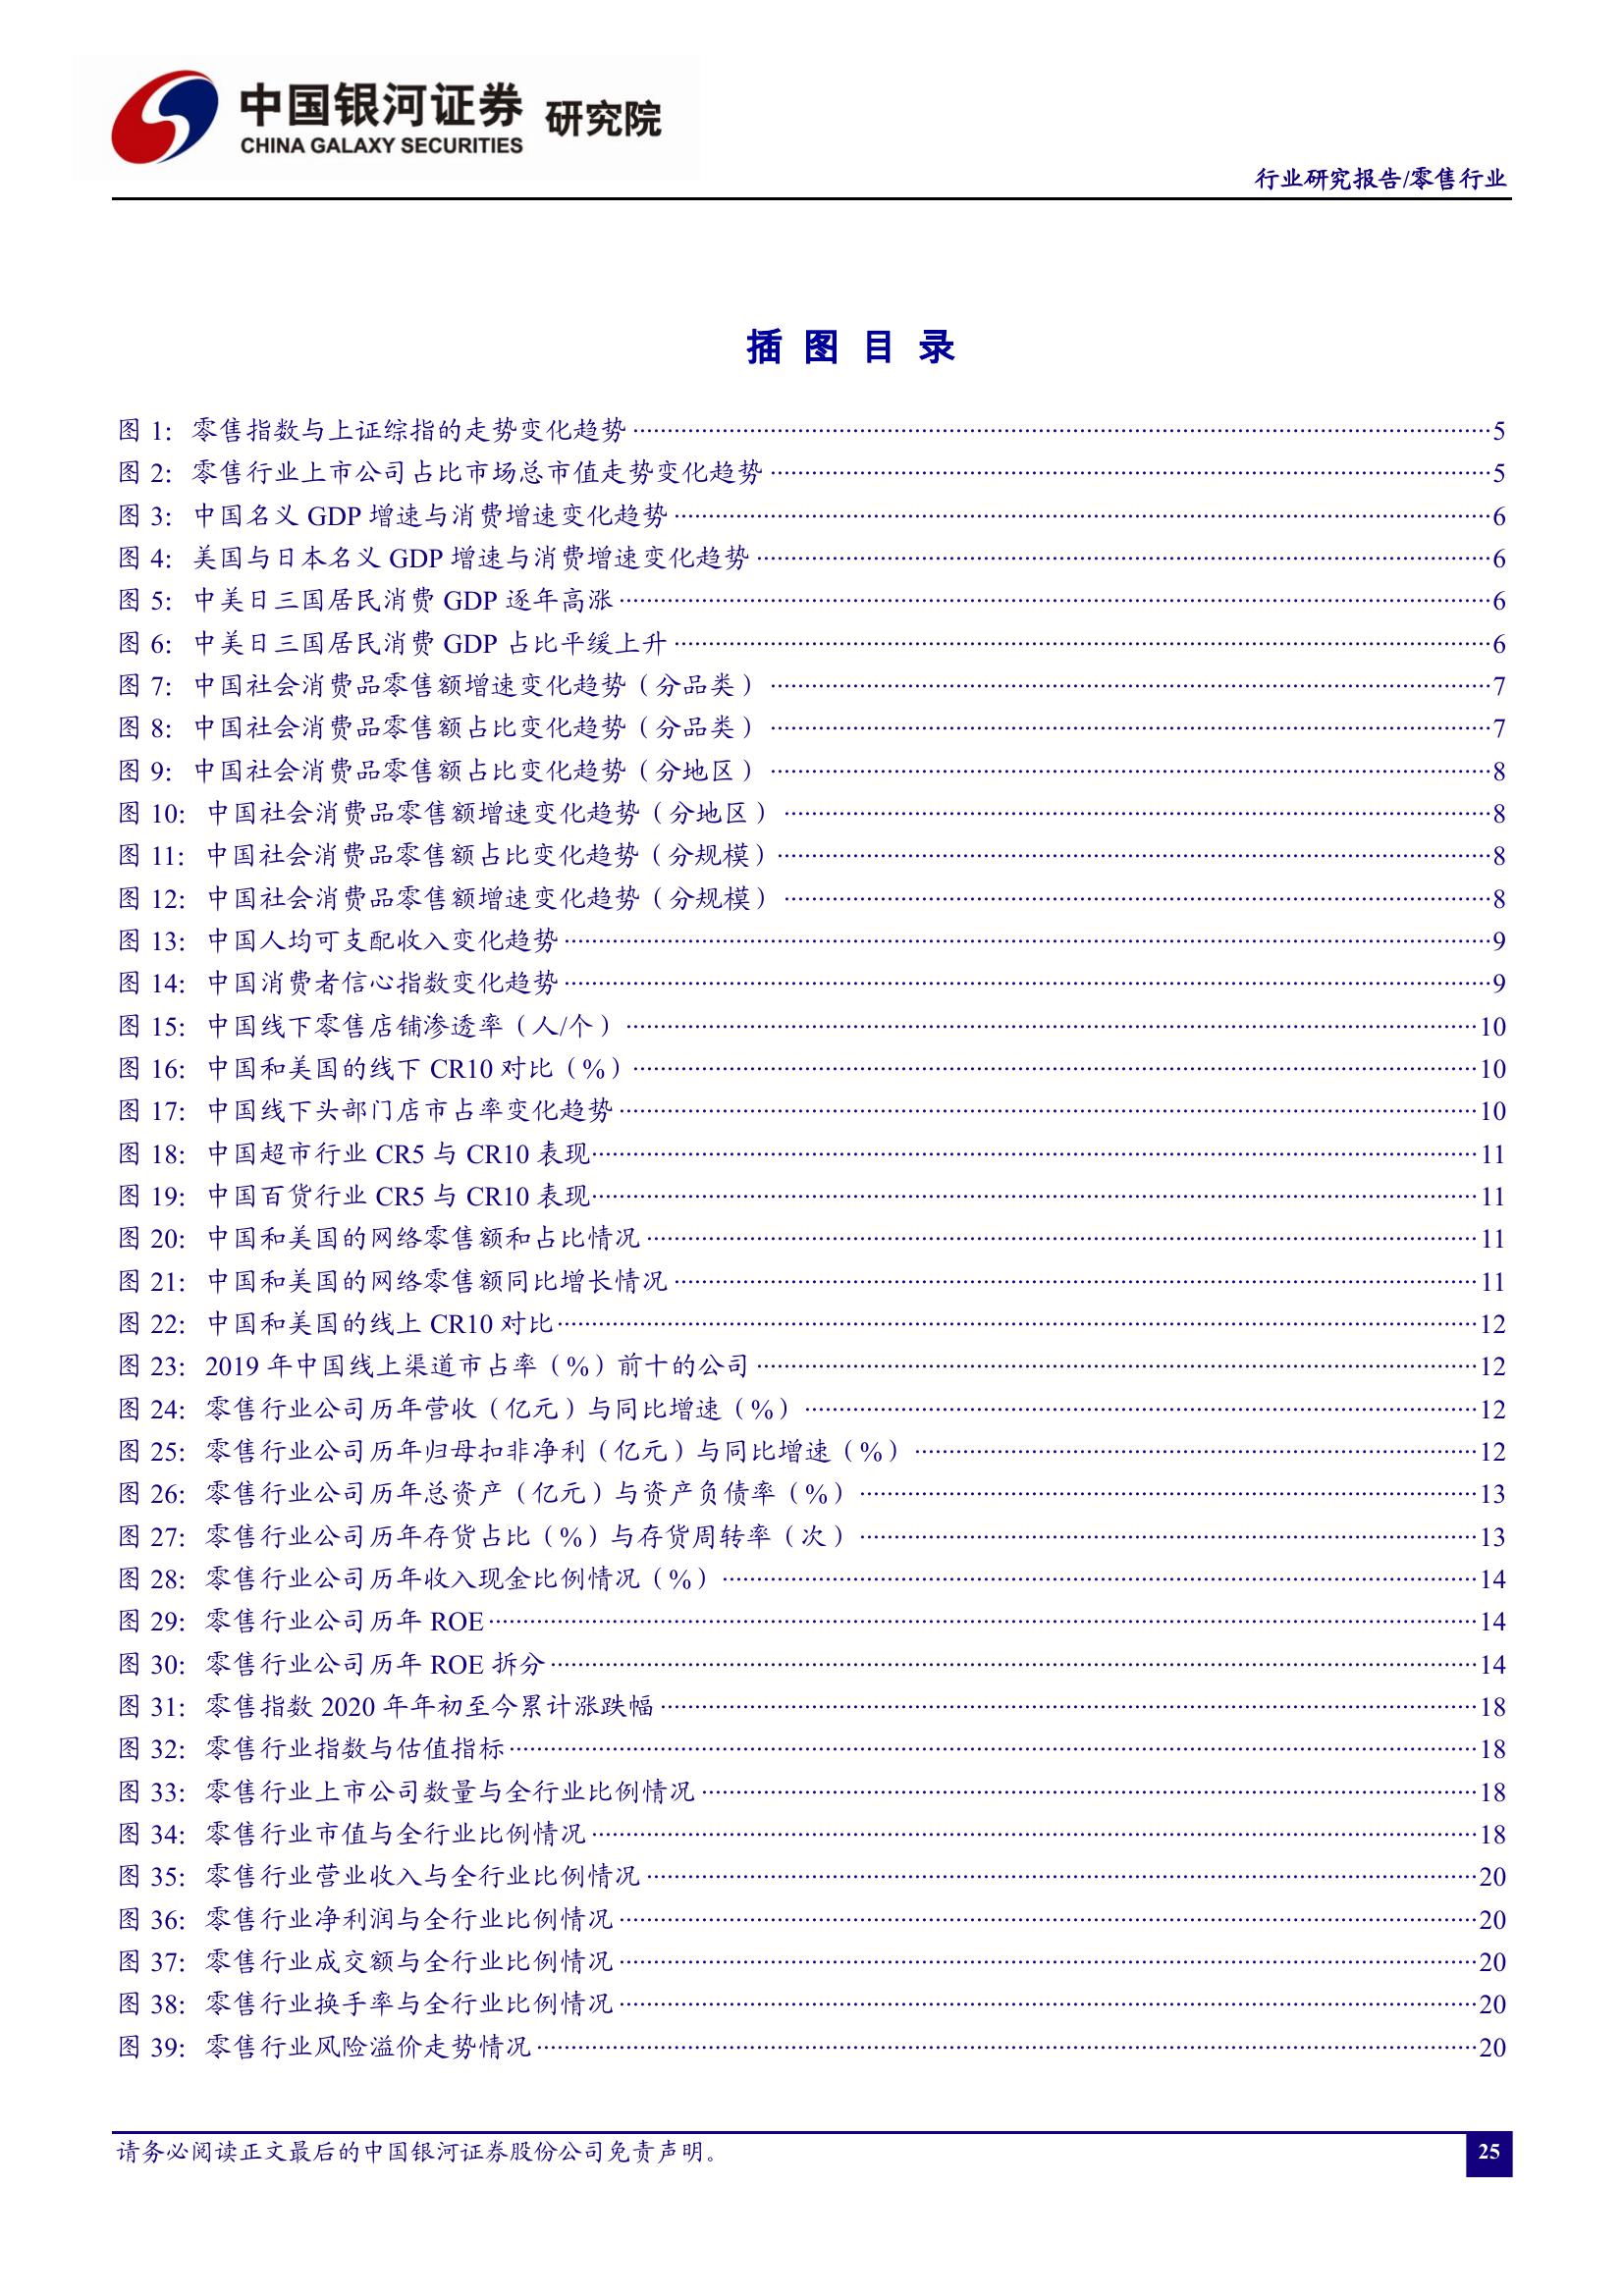 中国银河证券 研究院
CHINA GALAXY SECURITIES
行业研究报告/零售行业
插 图 目 录
图 1：零售指数与上证综指的走势变化趋势 5
图 2：零售行业上市公司占比市场总市值走势变化趋势 5
图 3：中国名义 GDP 增速与消费增速变化趋势 6
图 4：美国与日本名义 GDP 增速与消费增速变化趋势 6
图 5：中美日三国居民消费 GDP 逐年高涨 6
图 6：中美日三国居民消费 GDP 占比平缓上升 6
图 7：中国社会消费品零售额增速变化趋势（分品类） 7
图 8：中国社会消费品零售额占比变化趋势（分品类） 7
图 9：中国社会消费品零售额占比变化趋势（分地区） 8
图 10：中国社会消费品零售额增速变化趋势（分地区） 8
图 11：中国社会消费品零售额占比变化趋势（分规模） 8
图 12：中国社会消费品零售额增速变化趋势（分规模） 8
图 13：中国人均可支配收入变化趋势 9
图 14：中国消费者信心指数变化趋势 9
图 15：中国线下零售店铺渗透率（人/个） 10
图 16：中国和美国的线下 CR10 对比（%） 10
图 17：中国线下头部门店市占率变化趋势 10
图 18：中国超市行业 CR5 与 CR10 表现 11
图 19：中国百货行业 CR5 与 CR10 表现 11
图 20：中国和美国的网络零售额和占比情况 11
图 21：中国和美国的网络零售额同比增长情况 11
图 22：中国和美国的线上 CR10 对比 12
图 23：2019 年中国线上渠道市占率（%）前十的公司 12
图 24：零售行业公司历年营收（亿元）与同比增速（%） 12
图 25：零售行业公司历年归母扣非净利（亿元）与同比增速（%） 12
图 26：零售行业公司历年总资产（亿元）与资产负债率（%） 13
图 27：零售行业公司历年存货占比（%）与存货周转率（次） 13
图 28：零售行业公司历年收入现金比例情况（%） 14
图 29：零售行业公司历年 ROE 14
图 30：零售行业公司历年 ROE 拆分 14
图 31：零售指数 2020 年年初至今累计涨跌幅 18
图 32：零售行业指数与估值指标 18
图 33：零售行业上市公司数量与全行业比例情况 18
图 34：零售行业市值与全行业比例情况 18
图 35：零售行业营业收入与全行业比例情况 20
图 36：零售行业净利润与全行业比例情况 20
图 37：零售行业成交额与全行业比例情况 20
图 38：零售行业换手率与全行业比例情况 20
图 39：零售行业风险溢价走势情况 20
请务必阅读正文最后的中国银河证券股份公司免责声明。
25